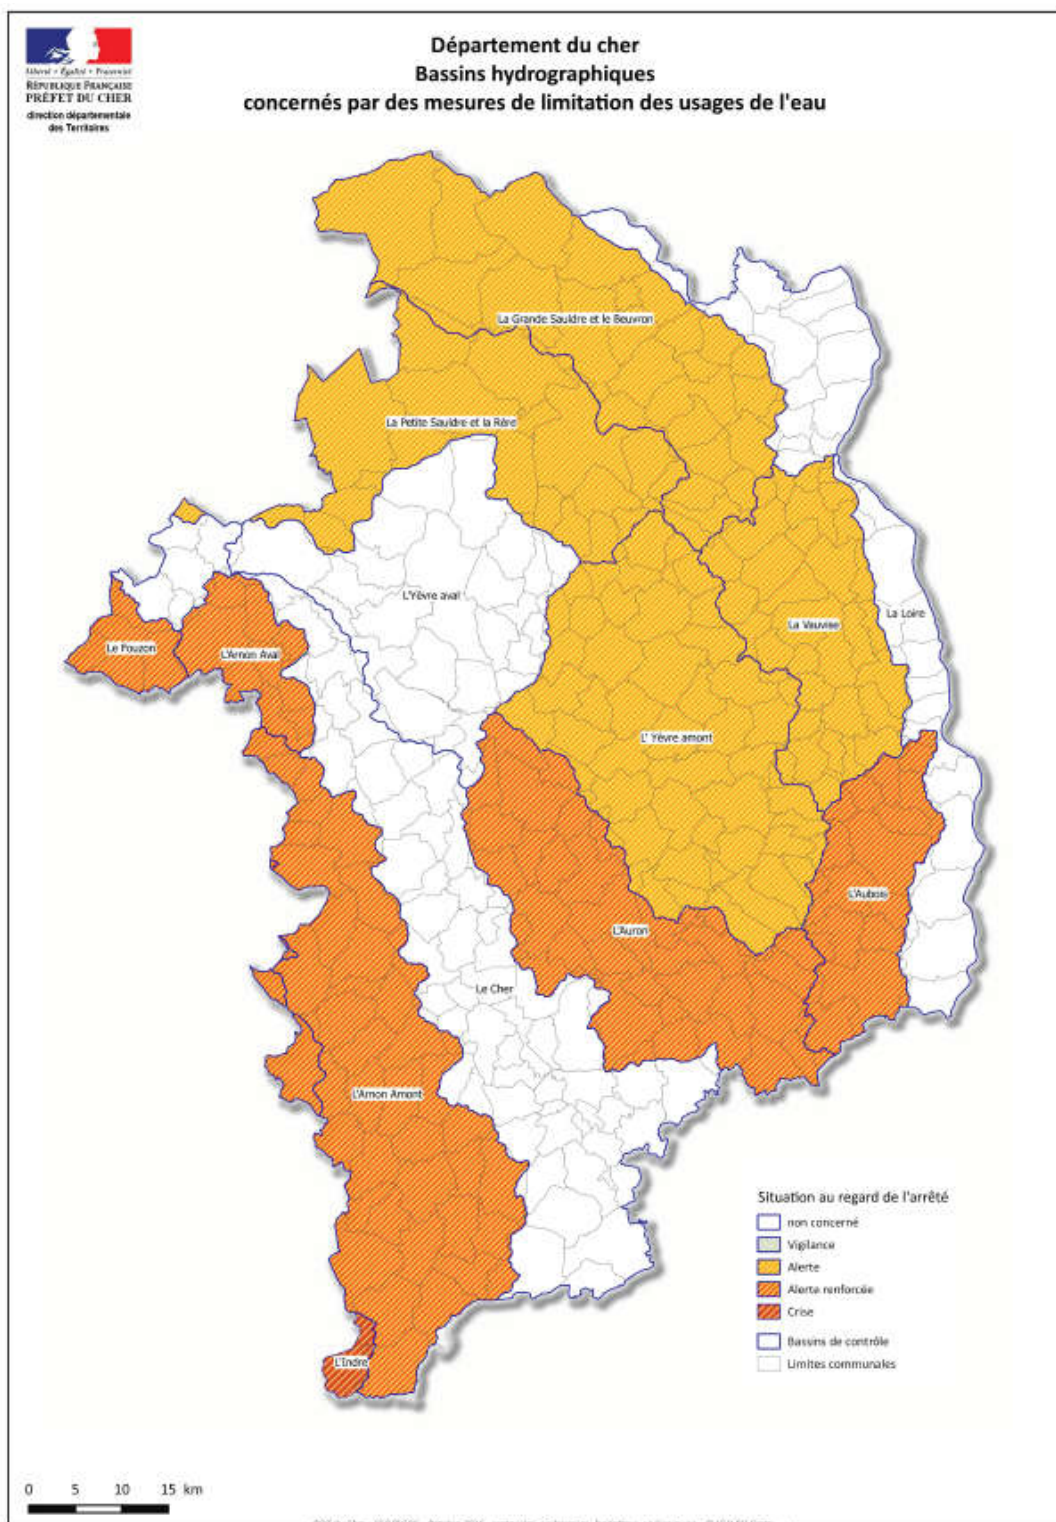 Liberté • Égalité • Fraternité
RÉPUBLIQUE FRANÇAISE
PRÉFET DU CHER
direction départementale
des Territoires
Département du cher
Bassins hydrographiques
concernés par des mesures de limitation des usages de l'eau
La Grande Sauldre et le Beuvron
La Petite Sauldre et la Rère
L'Yèvre aval
La Loire
La Vauvise
Le Fouzon
L'Arnon Aval
L' Yèvre amont
L'Aubois
L'Auron
Le Cher
L'Arnon Amont
L'Indre
Situation au regard de l'arrêté
non concerné
Vigilance
Alerte
Alerte renforcée
Crise
Bassins de contrôle
Limites communales
0 5 10 15 km